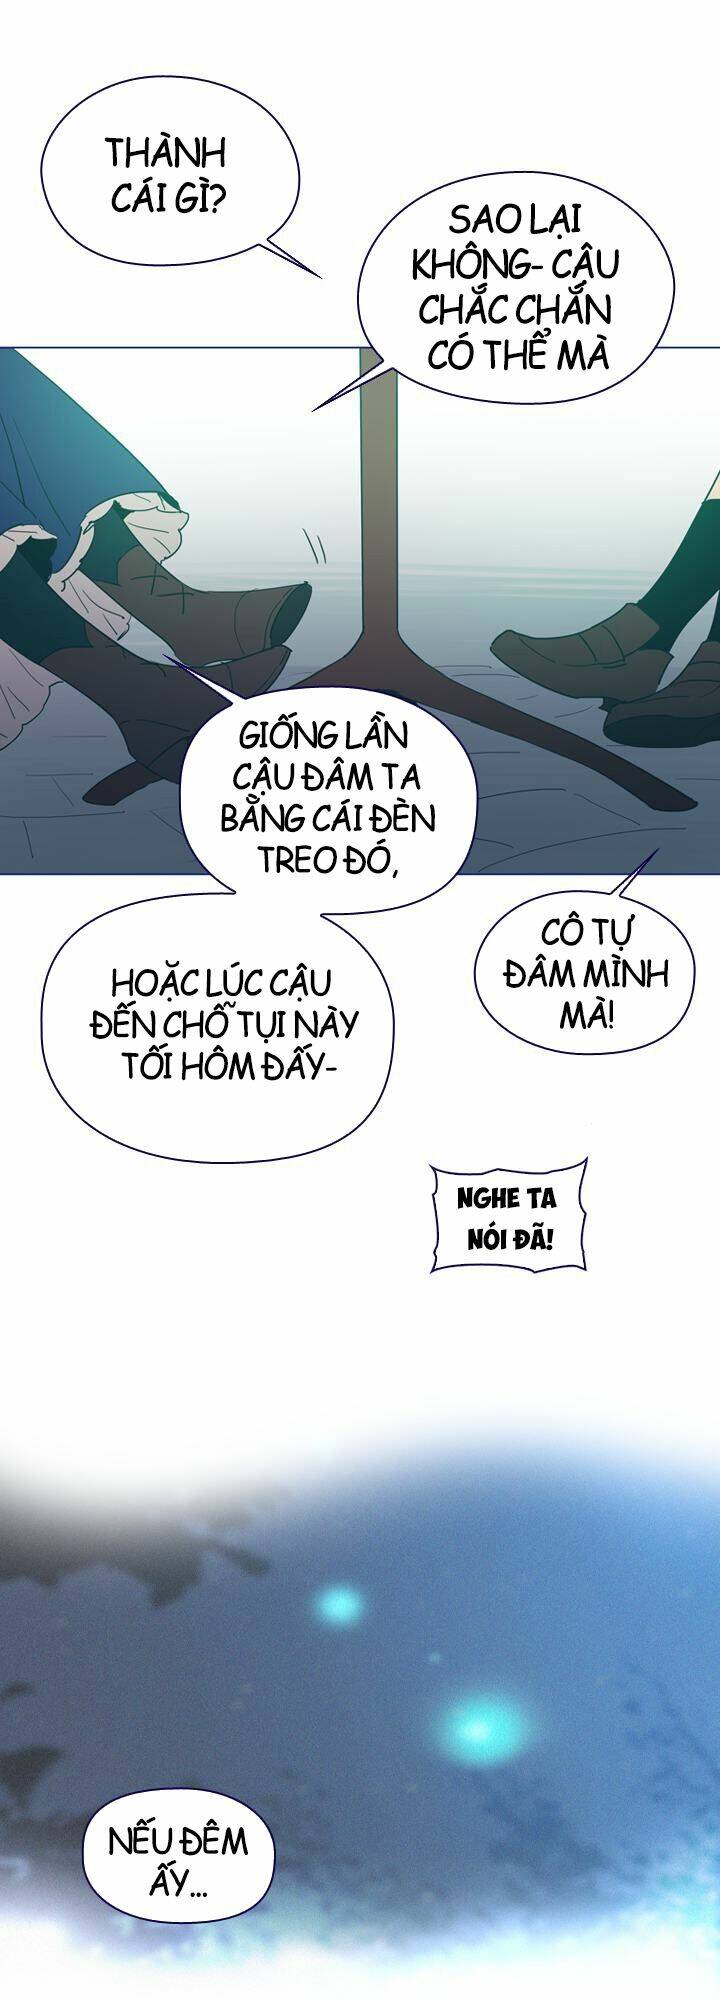 THÀNH
CÁI GÌ?
SAO LẠI
KHÔNG- CÂU
CHẮC CHẮN
CÓ THỂ MÀ
GIỐNG LẦN
CẬU ĐÂM TA
BẰNG CÁI ĐÈN
TREO ĐÓ,
CÔ TỰ
ĐÂM MÌNH
MÀ!
HOẶC LÚC CẬU
ĐẾN CHỖ TỤI NÀY
TỐI HÔM ĐẤY-
NGHE TA
NÓI ĐÃ!
NẾU ĐÊM
ẤY...